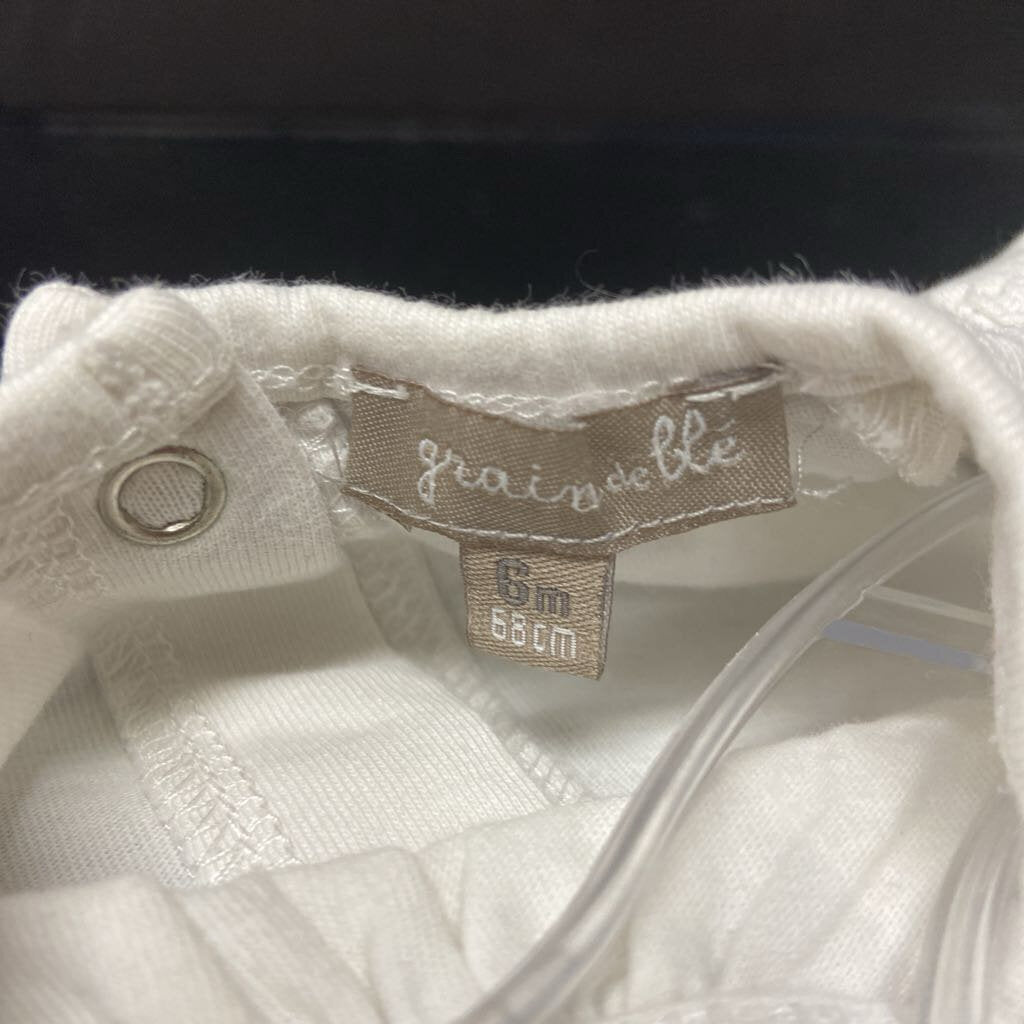 grain de blé
6m
68cm